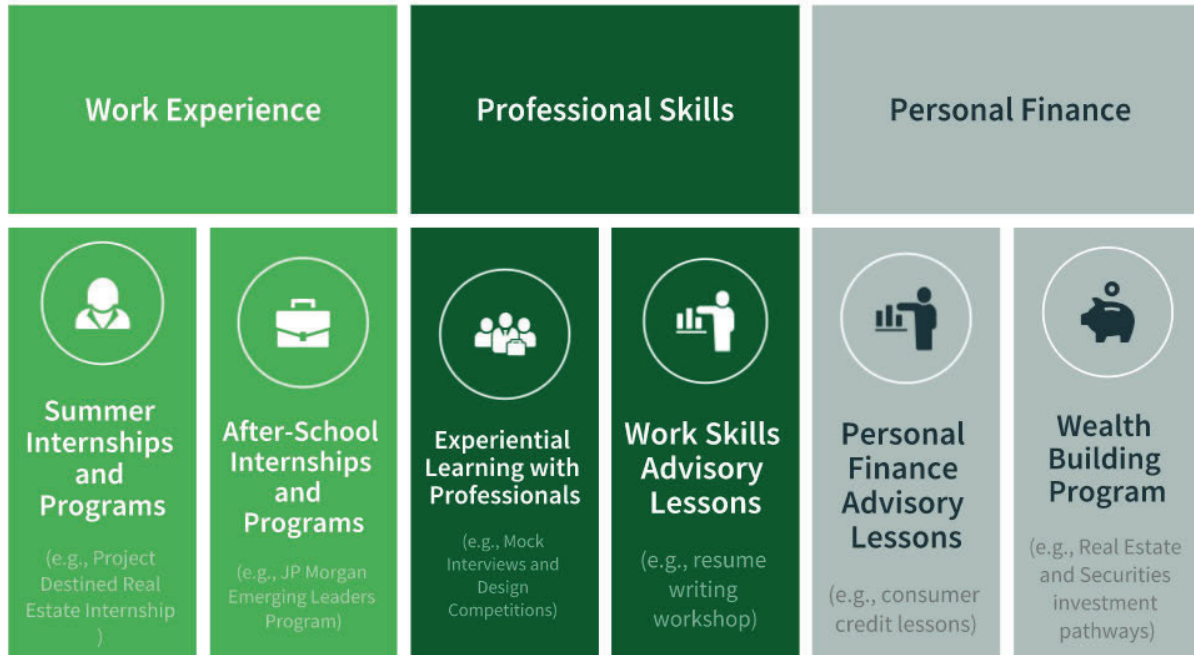 Work Experience
Professional Skills
Personal Finance
Summer
Internships
and
Programs
(e.g., Project
Destined Real
Estate Internship
)
After-School
Internships
and
Programs
(e.g., JP Morgan
Emerging Leaders
Program)
Experiential
Learning with
Professionals
(e.g., Mock
Interviews and
Design
Competitions)
Work Skills
Advisory
Lessons
(e.g., resume
writing
workshop)
Personal
Finance
Advisory
Lessons
(e.g., consumer
credit lessons)
Wealth
Building
Program
(e.g., Real Estate
and Securities
investment
pathways)